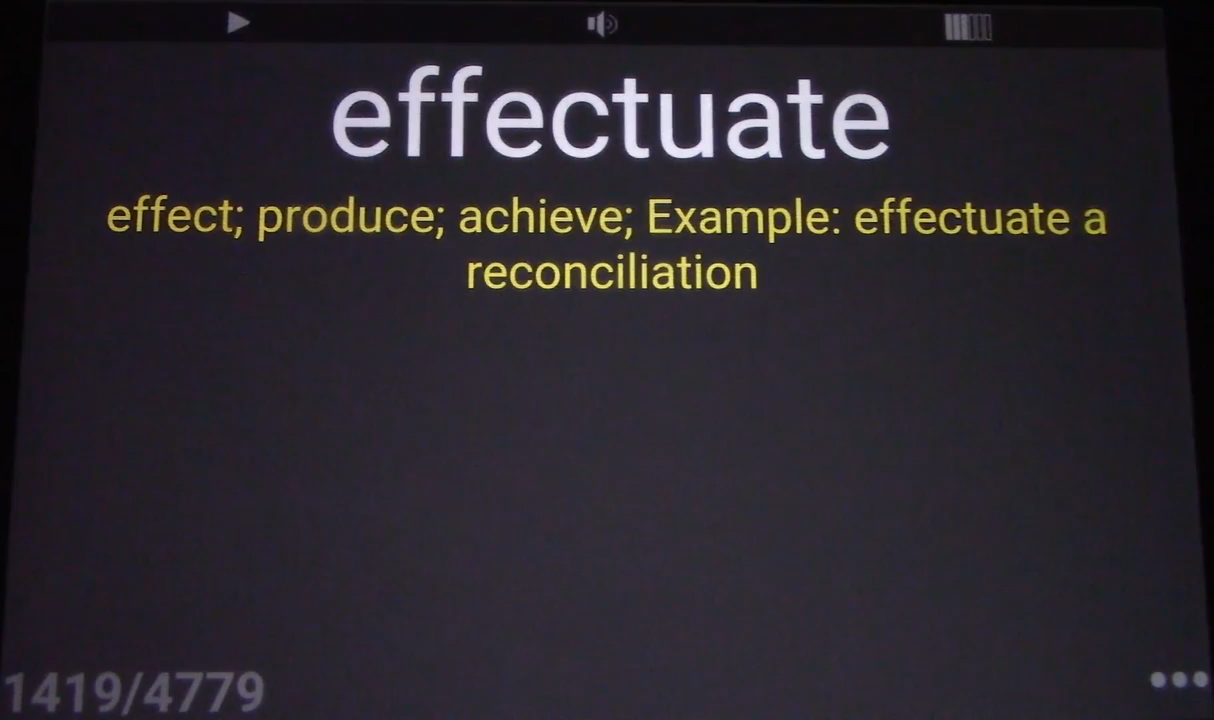 effectuate
effect; produce; achieve; Example: effectuate a
reconciliation
1419/4779